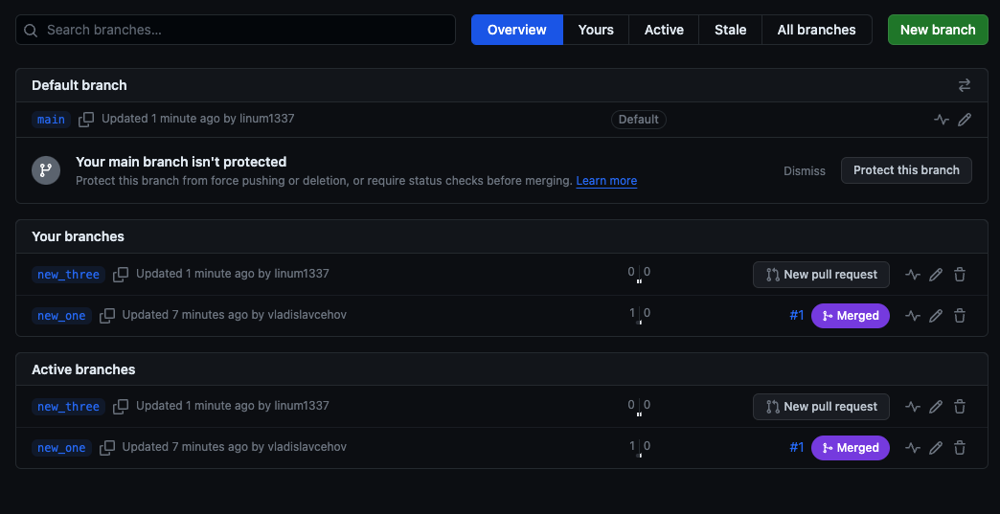 Search branches...
Overview Yours Active Stale All branches New branch
Default branch
main Updated 1 minute ago by linum1337 Default
Your main branch isn't protected
Protect this branch from force pushing or deletion, or require status checks before merging. Learn more
Dismiss Protect this branch
Your branches
new_three Updated 1 minute ago by linum1337 0 0 New pull request
new_one Updated 7 minutes ago by vladislavcehov 1 0 #1 Merged
Active branches
new_three Updated 1 minute ago by linum1337 0 0 New pull request
new_one Updated 7 minutes ago by vladislavcehov 1 0 #1 Merged